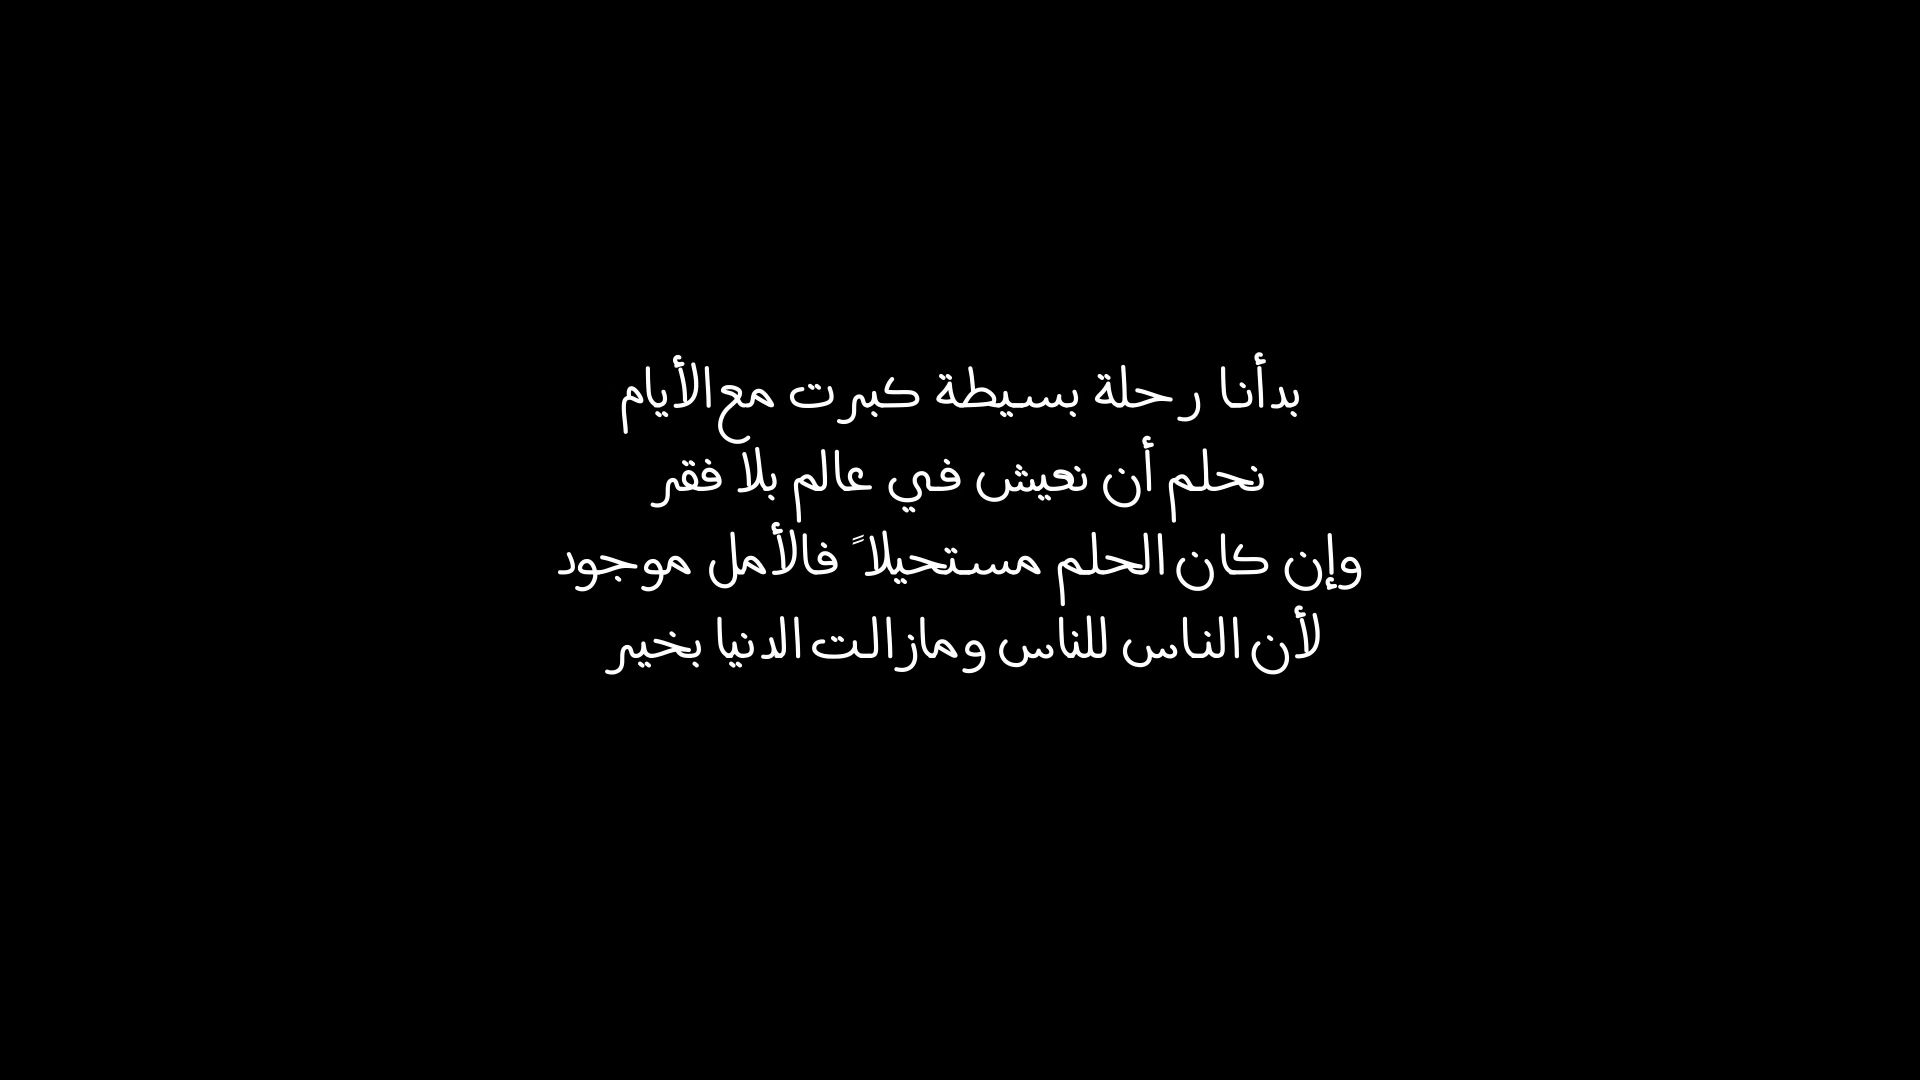 بدأنا رحلة بسيطة كبرت مع الأيام
نحلم أن نعيش في عالم بلا فقر
وإن كان الحلم مستحيلاً فالأمل موجود
لأن الناس للناس ومازالت الدنيا بخير